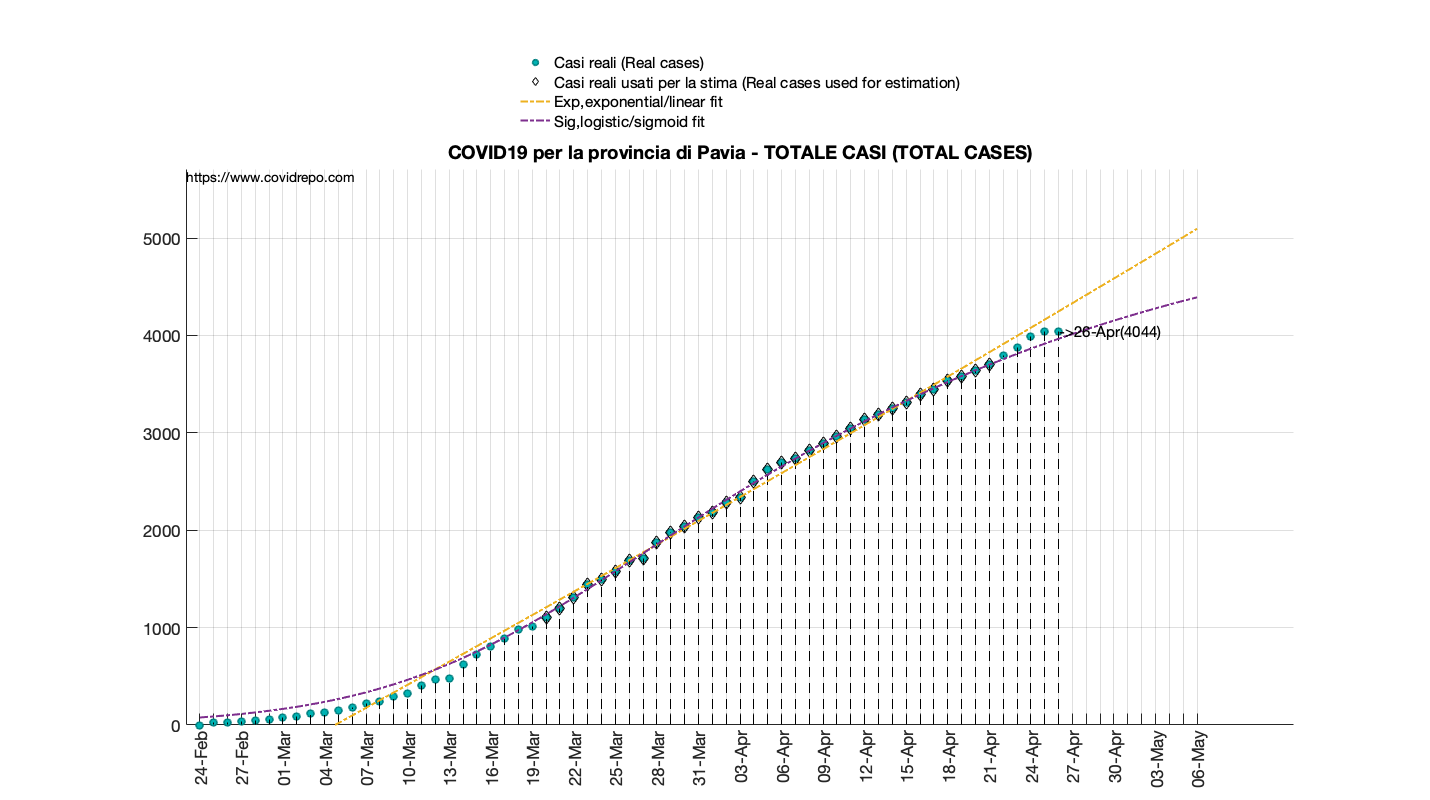 Casi reali (Real cases)
Casi reali usati per la stima (Real cases used for estimation)
Exp,exponential/linear fit
Sig,logistic/sigmoid fit
COVID19 per la provincia di Pavia - TOTALE CASI (TOTAL CASES)
https://www.covidrepo.com
5000
4000
3000
2000
1000
0
->26-Apr(4044)
24-Feb
27-Feb
01-Mar
04-Mar
07-Mar
10-Mar
13-Mar
16-Mar
19-Mar
22-Mar
25-Mar
28-Mar
31-Mar
03-Apr
06-Apr
09-Apr
12-Apr
15-Apr
18-Apr
21-Apr
24-Apr
27-Apr
30-Apr
03-May
06-May